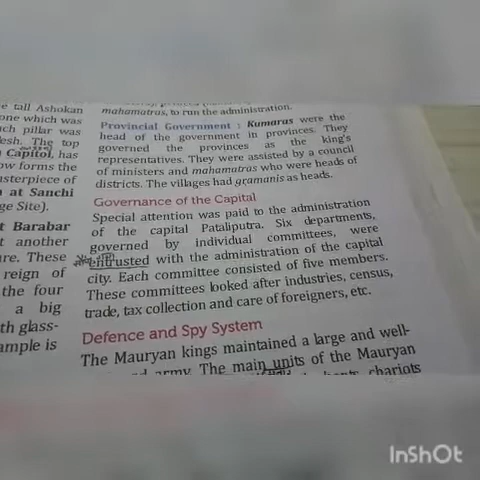 e tall Ashokan
one which was
ch pillar was
esh. The top
Capitol, has
ow forms the
asterpiece of
n at Sanchi
ge Site).
t Barabar
t another
re. These
reign of
the four
a big
th glass-
ample is
mahamatras, to run the administration.
Provincial Government : Kumaras were the
head of the government in provinces. They
governed the provinces as the king's
representatives. They were assisted by a council
of ministers and mahamatras who were heads of
districts. The villages had gramanis as heads.
Governance of the Capital
Special attention was paid to the administration
of the capital Pataliputra. Six departments,
governed by individual committees, were
entrusted with the administration of the capital
city. Each committee consisted of five members.
These committees looked after industries, census,
trade, tax collection and care of foreigners, etc.
Defence and Spy System
The Mauryan kings maintained a large and well-
army. The main units of the Mauryan
chariots
InShOt